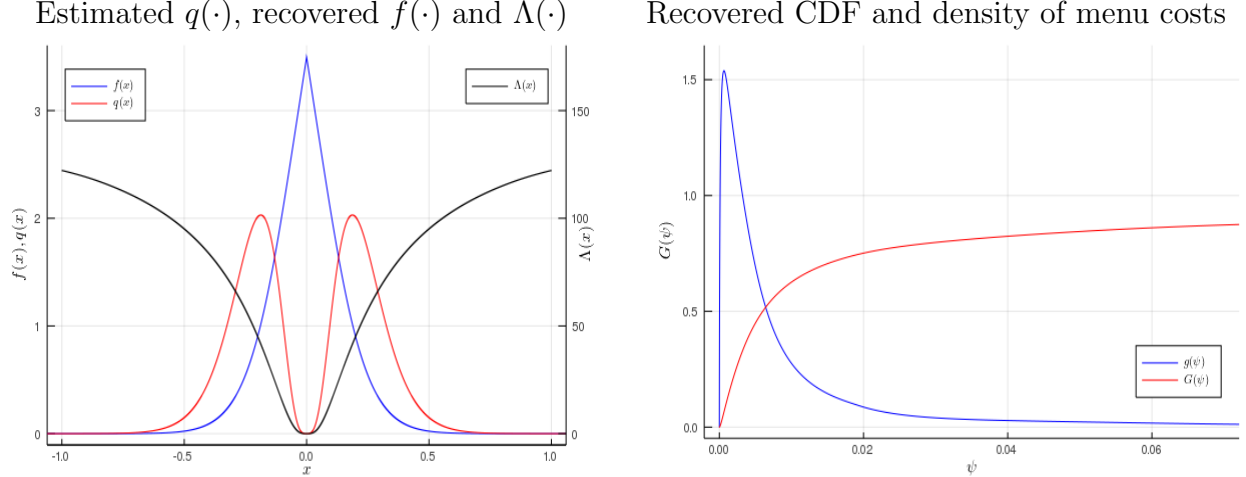 Estimated q(·), recovered f(·) and Λ(·)
f(x)
q(x)
Λ(x)
3
2
1
0
150
100
50
0
-1.0
-0.5
0.0
0.5
1.0
x
f(x), q(x)
Λ(x)
Recovered CDF and density of menu costs
1.5
1.0
0.5
0.0
G(ψ)
g(ψ)
G(ψ)
0.00
0.02
0.04
0.06
ψ